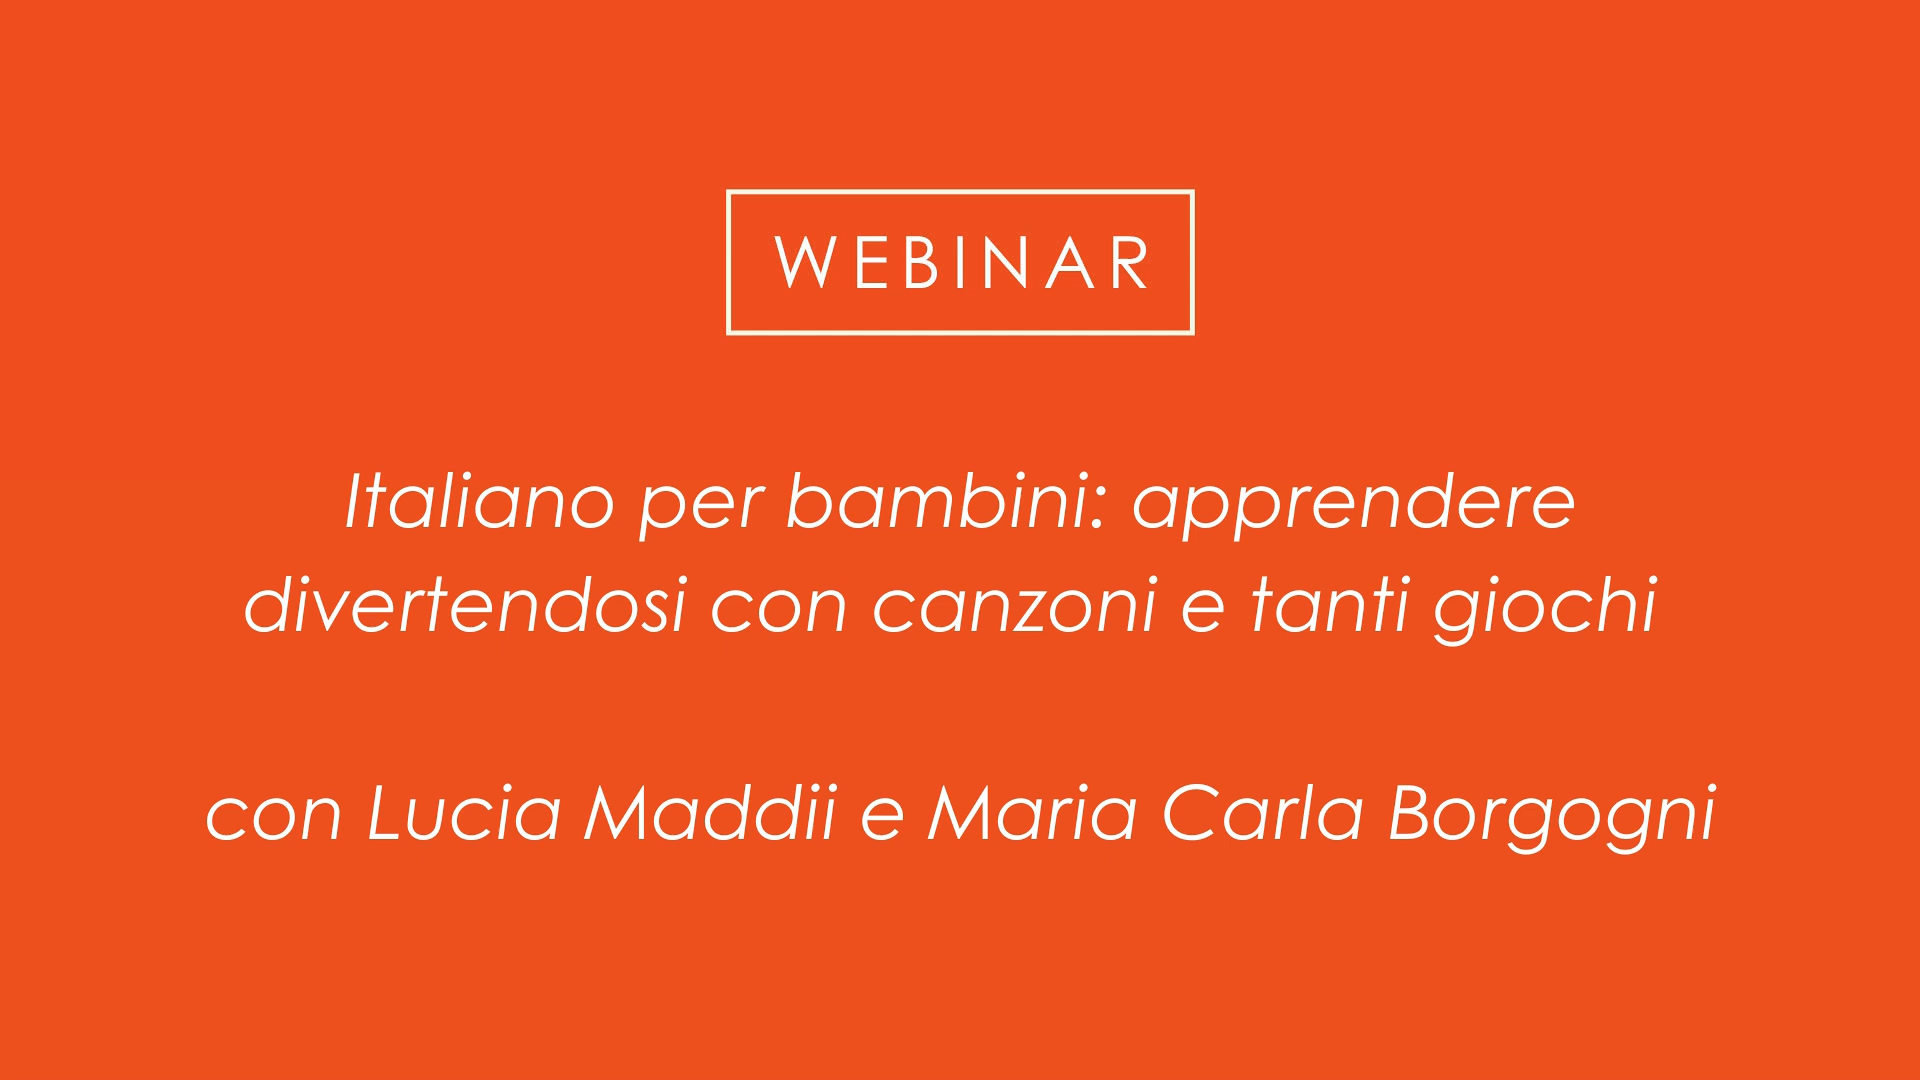 WEBINAR
Italiano per bambini: apprendere
divertendosi con canzoni e tanti giochi
con Lucia Maddii e Maria Carla Borgogni